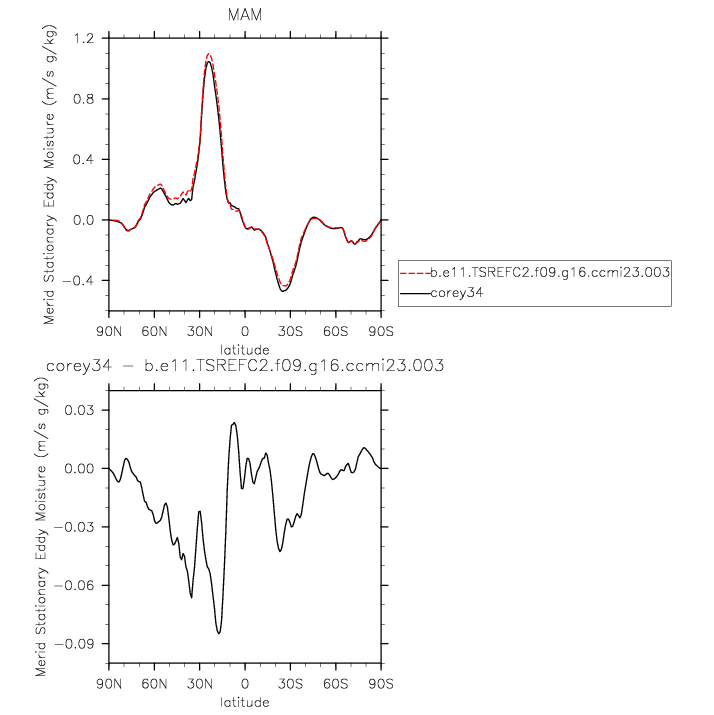 MAM
Merid Stationary Eddy Moisture (m/s g/kg)
1.2
0.8
0.4
0.0
−0.4
90N 60N 30N 0 30S 60S 90S
latitude
b.e11.TSREFC2.f09.g16.ccmi23.003
corey34
corey34 − b.e11.TSREFC2.f09.g16.ccmi23.003
Merid Stationary Eddy Moisture (m/s g/kg)
0.03
0.00
−0.03
−0.06
−0.09
90N 60N 30N 0 30S 60S 90S
latitude